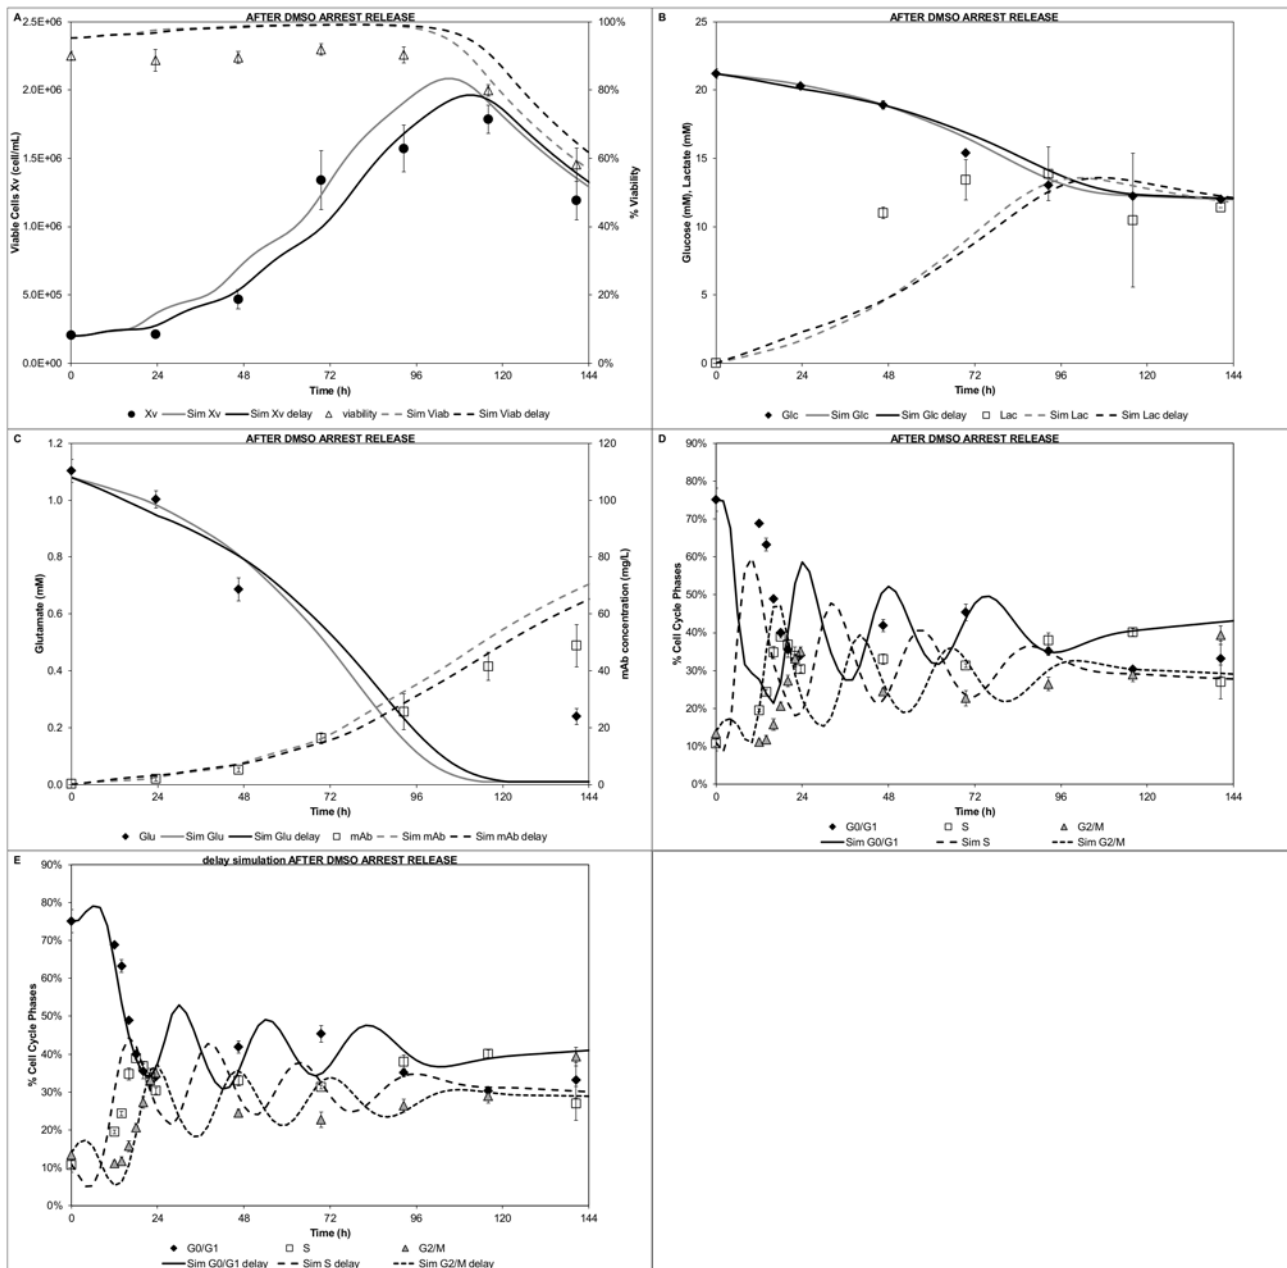 A
AFTER DMSO ARREST RELEASE
2.5E+06
2.0E+06
1.5E+06
1.0E+06
5.0E+05
0.0E+00
Viable Cells Xv (cell/mL)
100%
80%
60%
40%
20%
0%
% Viability
0 24 48 72 96 120 144
Time (h)
Xv Sim Xv Sim Xv delay viability Sim Viab Sim Viab delay
B
AFTER DMSO ARREST RELEASE
25
20
15
10
5
0
Glucose (mM), Lactate (mM)
0 24 48 72 96 120 144
Time (h)
Glc Sim Glc Sim Glc delay Lac Sim Lac Sim Lac delay
C
AFTER DMSO ARREST RELEASE
1.2
1.0
0.8
0.6
0.4
0.2
0.0
Glutamate (mM)
120
100
80
60
40
20
0
mAb concentration (mg/L)
0 24 48 72 96 120 144
Time (h)
Glu Sim Glu Sim Glu delay mAb Sim mAb Sim mAb delay
D
AFTER DMSO ARREST RELEASE
90%
80%
70%
60%
50%
40%
30%
20%
10%
0%
% Cell Cycle Phases
0 24 48 72 96 120 144
Time (h)
G0/G1 S G2/M
Sim G0/G1 Sim S Sim G2/M
E
delay simulation AFTER DMSO ARREST RELEASE
90%
80%
70%
60%
50%
40%
30%
20%
10%
0%
% Cell Cycle Phases
0 24 48 72 96 120 144
Time (h)
G0/G1 S G2/M
Sim G0/G1 delay Sim S delay Sim G2/M delay